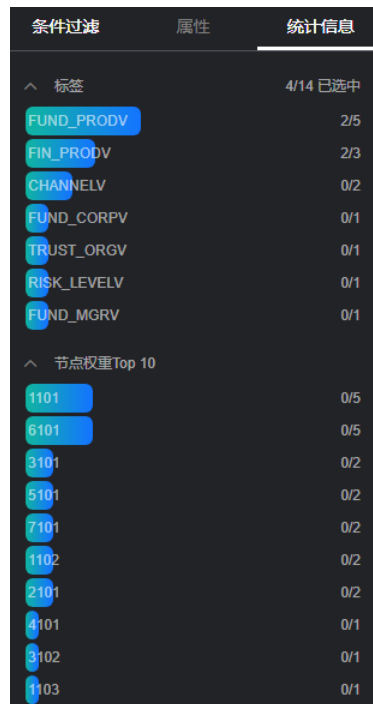 条件过滤 属性 统计信息
标签 4/14 已选中
FUND_PRODV 2/5
FIN_PRODV 2/3
CHANNELV 0/2
FUND_CORPV 0/1
TRUST_ORGV 0/1
RISK_LEVELV 0/1
FUND_MGRV 0/1
节点权重Top 10
1101 0/5
6101 0/5
3101 0/2
5101 0/2
7101 0/2
1102 0/2
2101 0/2
4101 0/1
3102 0/1
1103 0/1